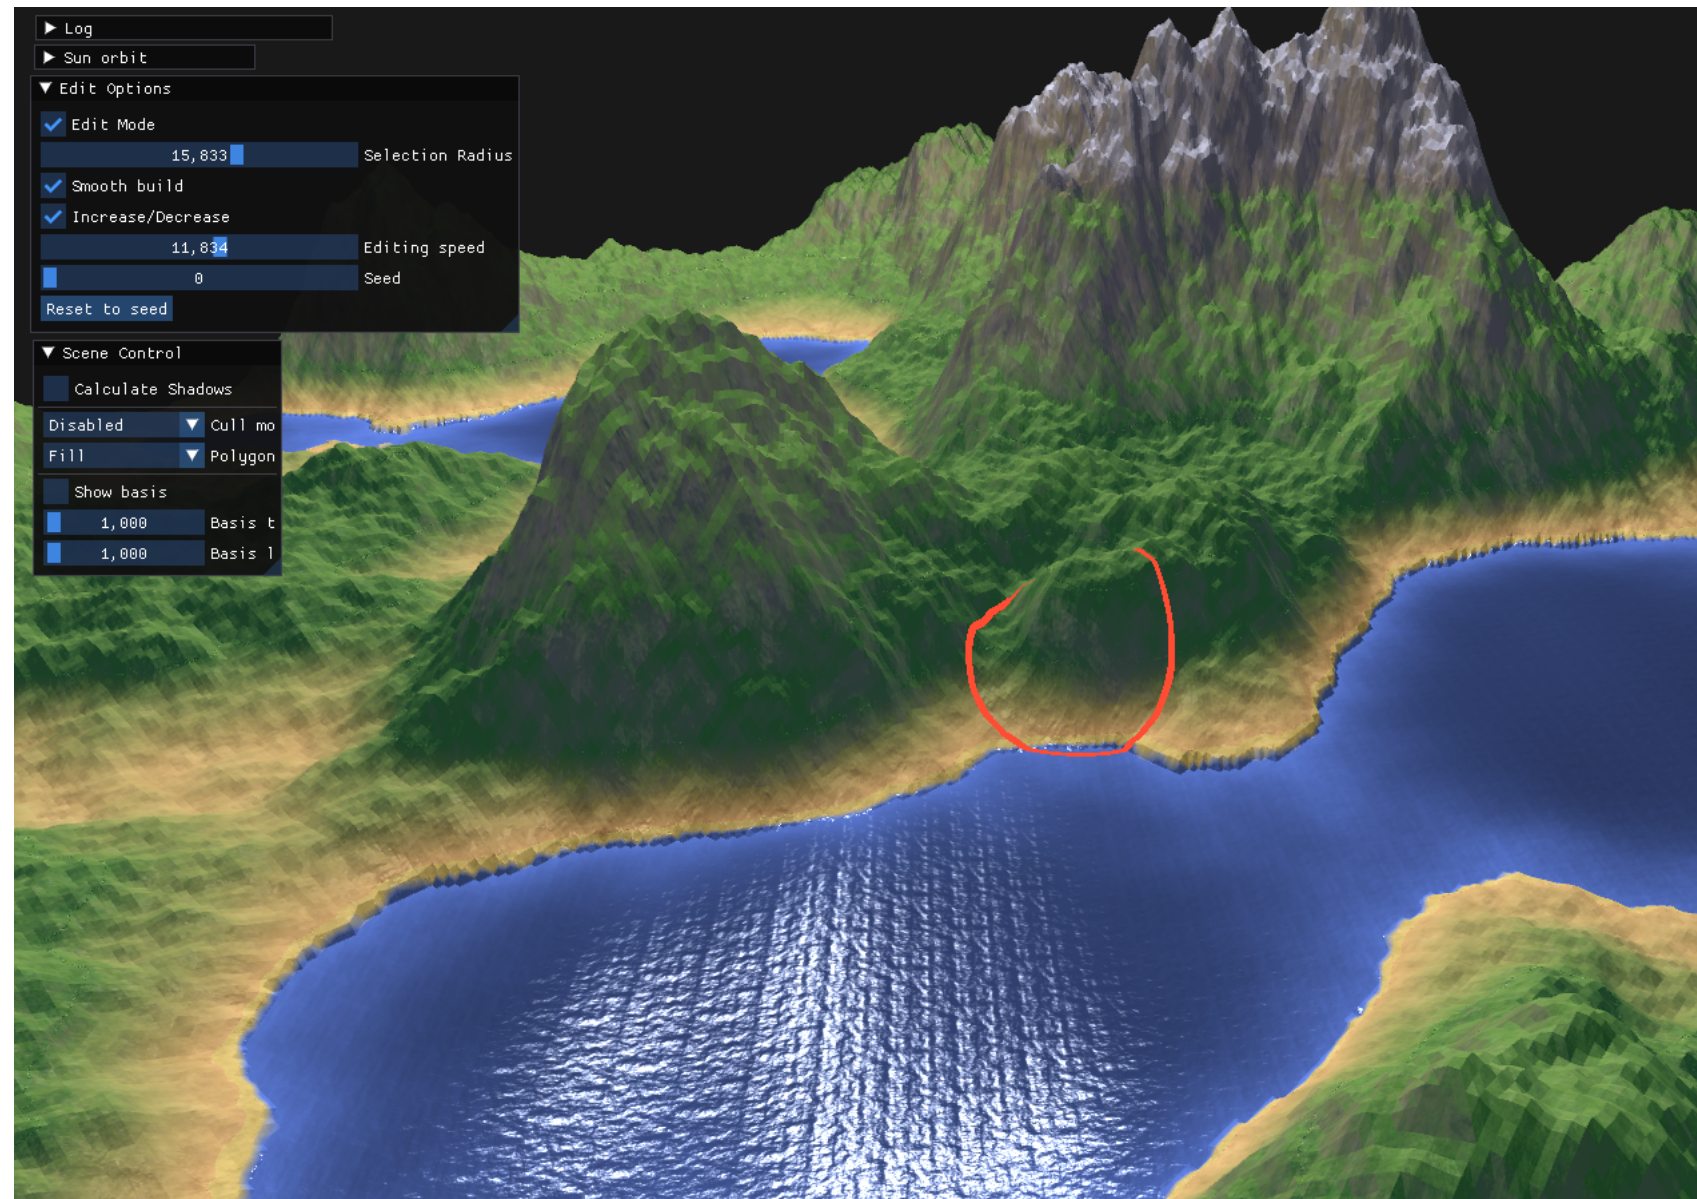 Log
Sun orbit
Edit Options
Edit Mode
15,833 Selection Radius
Smooth build
Increase/Decrease
11,834 Editing speed
0 Seed
Reset to seed
Scene Control
Calculate Shadows
Disabled Cull mo
Fill Polygon
Show basis
1,000 Basis t
1,000 Basis l